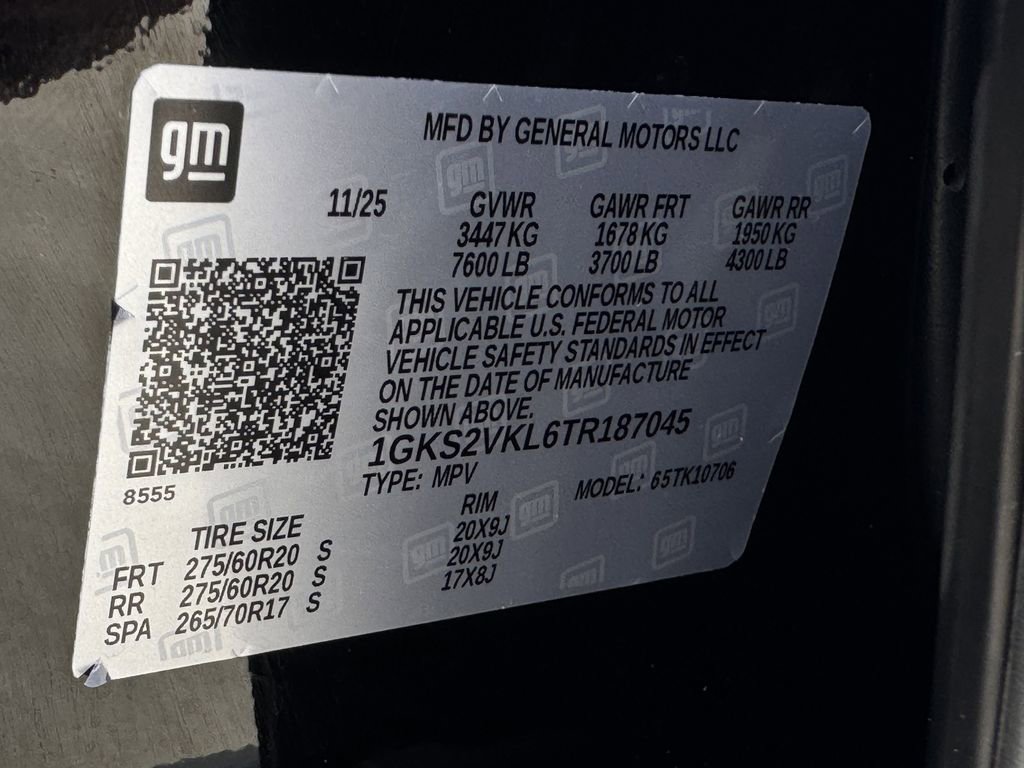 gm
MFD BY GENERAL MOTORS LLC
11/25 GVWR GAWR FRT GAWR RR
3447 KG 1678 KG 1950 KG
7600 LB 3700 LB 4300 LB
THIS VEHICLE CONFORMS TO ALL
APPLICABLE U.S. FEDERAL MOTOR
VEHICLE SAFETY STANDARDS IN EFFECT
ON THE DATE OF MANUFACTURE
SHOWN ABOVE.
1GKS2VKL6TR187045
TYPE: MPV MODEL: 65TK10706
8555
TIRE SIZE RIM
FRT 275/60R20 S 20X9J
RR 275/60R20 S 20X9J
SPA 265/70R17 S 17X8J